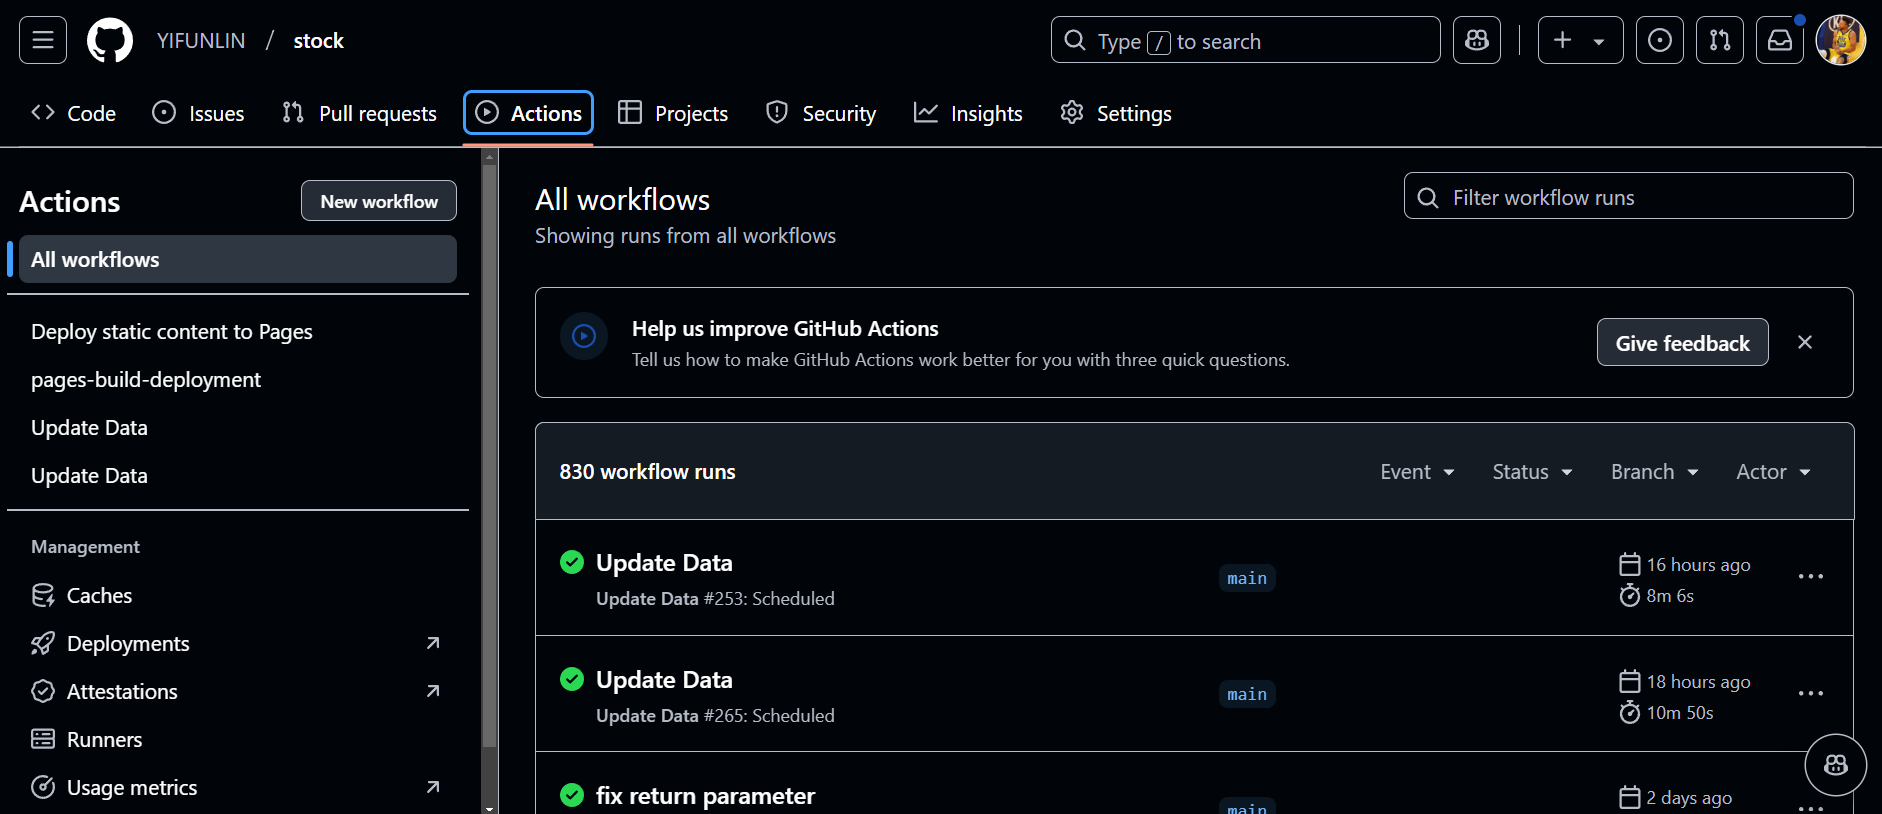 YIFUNLIN / stock
Type / to search
Code
Issues
Pull requests
Actions
Projects
Security
Insights
Settings
Actions
New workflow
All workflows
Deploy static content to Pages
pages-build-deployment
Update Data
Update Data
Management
Caches
Deployments
Attestations
Runners
Usage metrics
All workflows
Showing runs from all workflows
Filter workflow runs
Help us improve GitHub Actions
Tell us how to make GitHub Actions work better for you with three quick questions.
Give feedback
830 workflow runs
Event
Status
Branch
Actor
Update Data
Update Data #253: Scheduled
main
16 hours ago
8m 6s
Update Data
Update Data #265: Scheduled
main
18 hours ago
10m 50s
fix return parameter
main
2 days ago